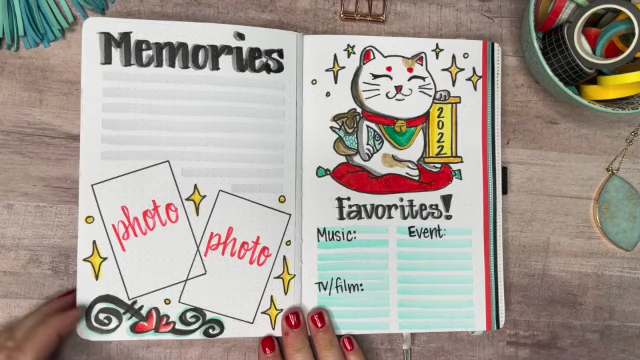 Memories
photo
photo
2022
Favorites!
Music:
Event:
TV/film: